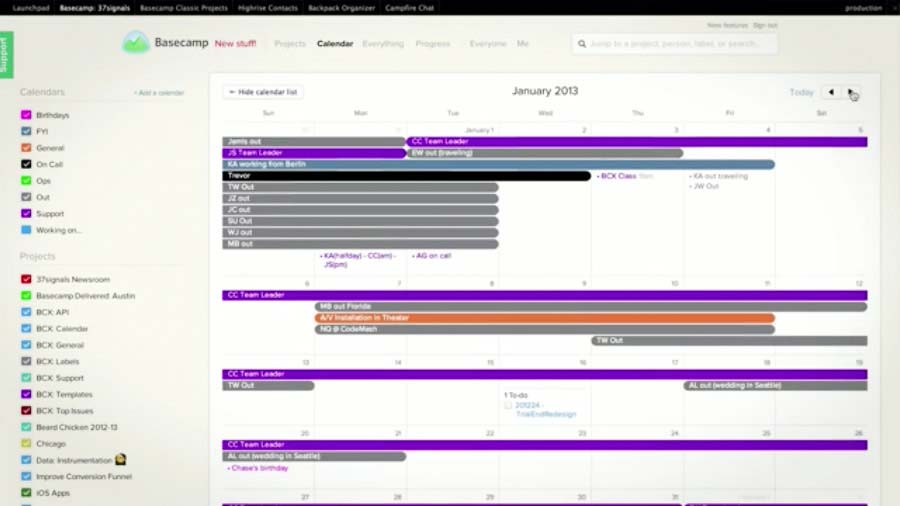 Launchpad Basecamp: 37signals Basecamp Classic Projects Highrise Contacts Backpack Organizer Campfire Chat production
New features Sign out
Support
Basecamp New stuff! Projects Calendar Everything Progress Everyone Me Jump to a project, person, label, or search...
Calendars + Add a calendar
Birthdays
FYI
General
On Call
Ops
Out
Support
Working on...
Projects
37signals Newsroom
Basecamp Delivered: Austin
BCX: API
BCX: Calendar
BCX: General
BCX: Labels
BCX: Support
BCX: Templates
BCX: Top Issues
Beard Chicken 2012-13
Chicago
Data: Instrumentation
Improve Conversion Funnel
iOS Apps
← Hide calendar list January 2013 Today
Sun Mon Tue Wed Thu Fri Sat
January 1 2 3 4 5
Jamis out CC Team Leader
JS Team Leader EW out (traveling)
KA working from Berlin
Trevor • BCX Class • KA out traveling
TW Out • JW Out
JZ out
JC out
SU Out
WJ out
MB out
• KA(halfday) - CC(am) - • AG on call
JS(pm)
6 7 8 9 10 11 12
CC Team Leader
MB out Florida
A/V Installation in Theater
NQ @ CodeMash
TW Out
13 14 15 16 17 18 19
CC Team Leader
TW Out AL out (wedding in Seattle)
1 To-do
201224 -
TrialEndRedesign
20 21 22 23 24 25 26
CC Team Leader
AL out (wedding in Seattle)
• Chase's birthday
27 28 29 30 31